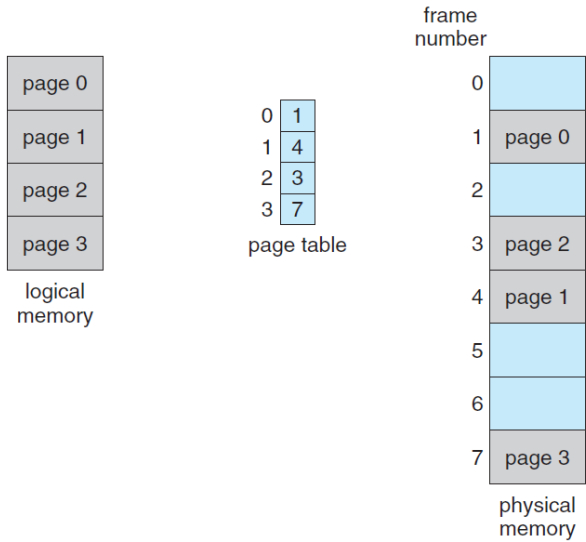 page 0
page 1
page 2
page 3
logical
memory
0 1
1 4
2 3
3 7
page table
frame
number
0
1 page 0
2
3 page 2
4 page 1
5
6
7 page 3
physical
memory